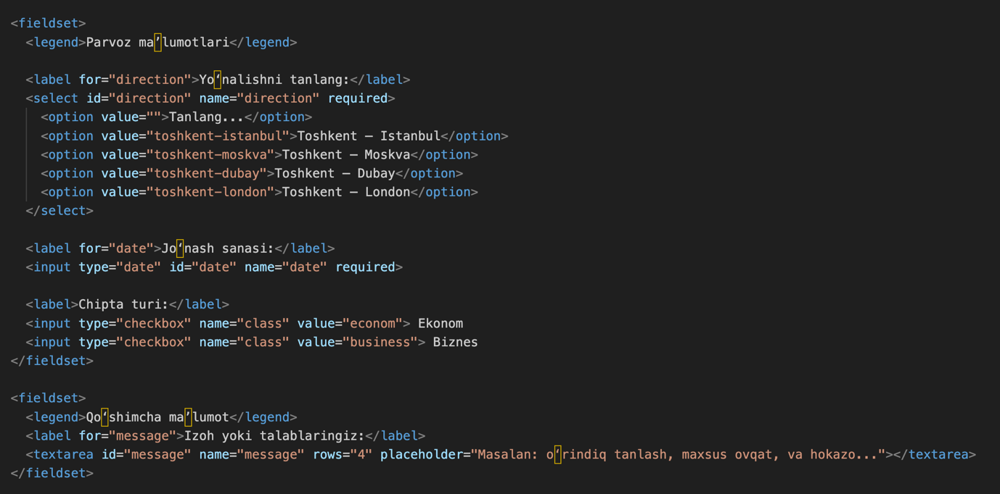 <fieldset>
<legend>Parvoz ma’lumotlari</legend>
<label for="direction">Yo‘nalishni tanlang:</label>
<select id="direction" name="direction" required>
<option value="">Tanlang...</option>
<option value="toshkent-istanbul">Toshkent – Istanbul</option>
<option value="toshkent-moskva">Toshkent – Moskva</option>
<option value="toshkent-dubay">Toshkent – Dubay</option>
<option value="toshkent-london">Toshkent – London</option>
</select>
<label for="date">Jo‘nash sanasi:</label>
<input type="date" id="date" name="date" required>
<label>Chipta turi:</label>
<input type="checkbox" name="class" value="econom"> Ekonom
<input type="checkbox" name="class" value="business"> Biznes
</fieldset>
<fieldset>
<legend>Qo‘shimcha ma’lumot</legend>
<label for="message">Izoh yoki talablaringiz:</label>
<textarea id="message" name="message" rows="4" placeholder="Masalan: o‘rindiq tanlash, maxsus ovqat, va hokazo..."></textarea>
</fieldset>